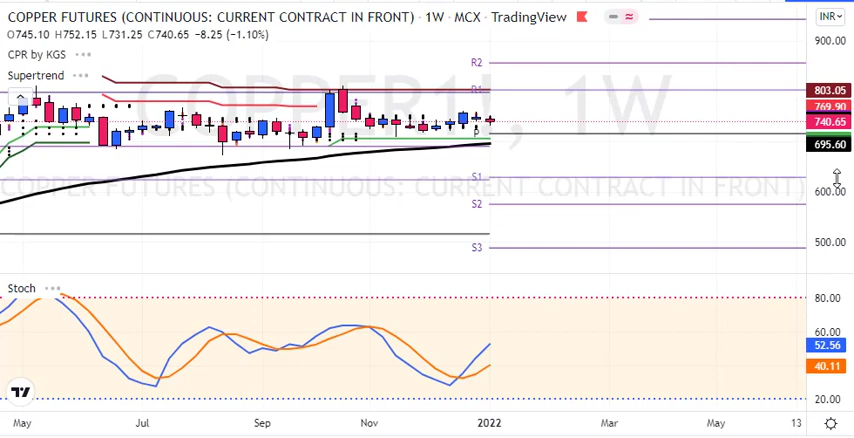 COPPER FUTURES (CONTINUOUS: CURRENT CONTRACT IN FRONT) · 1W · MCX · TradingView
INR
O745.10 H752.15 L731.25 C740.65 −8.25 (−1.10%)
CPR by KGS
Supertrend
COPPER1!, 1W
COPPER FUTURES (CONTINUOUS: CURRENT CONTRACT IN FRONT)
R2
R1
P
S1
S2
S3
900.00
803.05
769.90
740.65
695.60
600.00
500.00
Stoch
80.00
60.00
52.56
40.11
20.00
May
Jul
Sep
Nov
2022
Mar
May
13